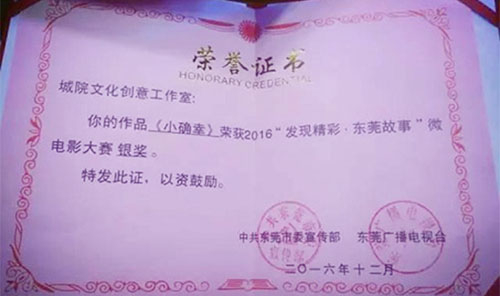 荣誉证书
HONORARY CREDENTIAL
城院文化创意工作室:
你的作品《小确幸》荣获2016“发现精彩·东莞故事”微
电影大赛 银奖。
特发此证，以资鼓励。
中共东莞市委宣传部 东莞广播电视台
二〇一六年十二月